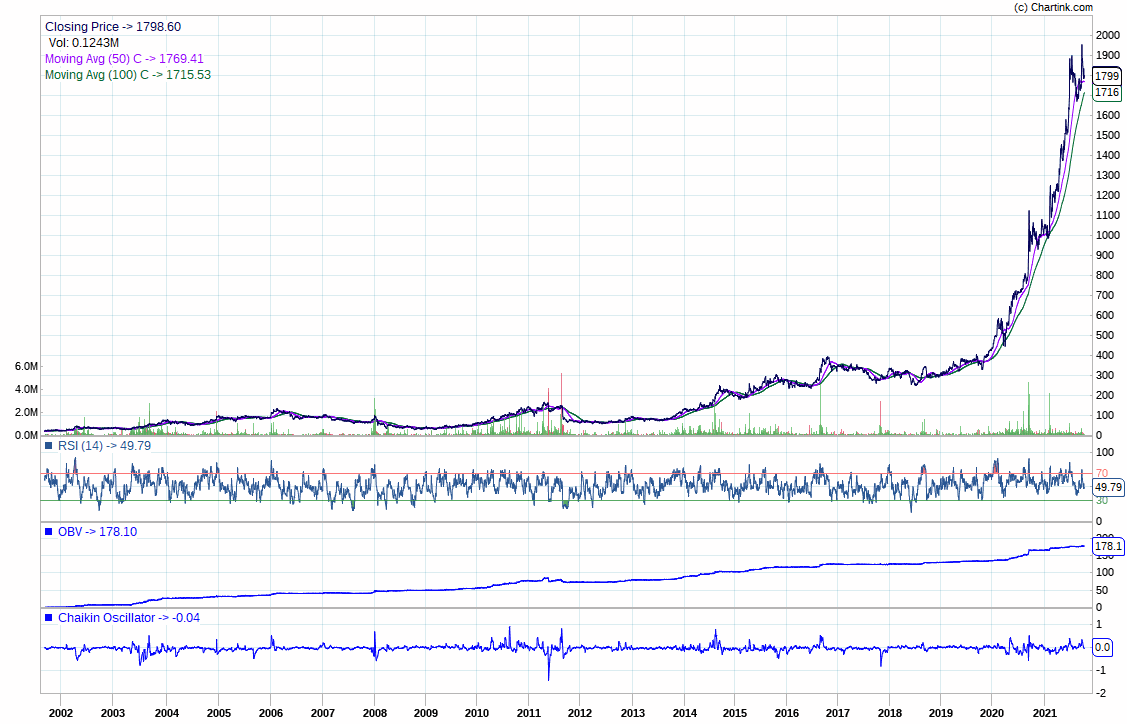 (c) Chartink.com
Closing Price -> 1798.60
Vol: 0.1243M
Moving Avg (50) C -> 1769.41
Moving Avg (100) C -> 1715.53
2000
1900
1799
1716
1600
1500
1400
1300
1200
1100
1000
900
800
700
600
500
400
300
200
100
0
6.0M
4.0M
2.0M
0.0M
RSI (14) -> 49.79
100
70
49.79
30
0
OBV -> 178.10
178.1
100
50
0
Chaikin Oscillator -> -0.04
1
0.0
-1
-2
2002 2003 2004 2005 2006 2007 2008 2009 2010 2011 2012 2013 2014 2015 2016 2017 2018 2019 2020 2021